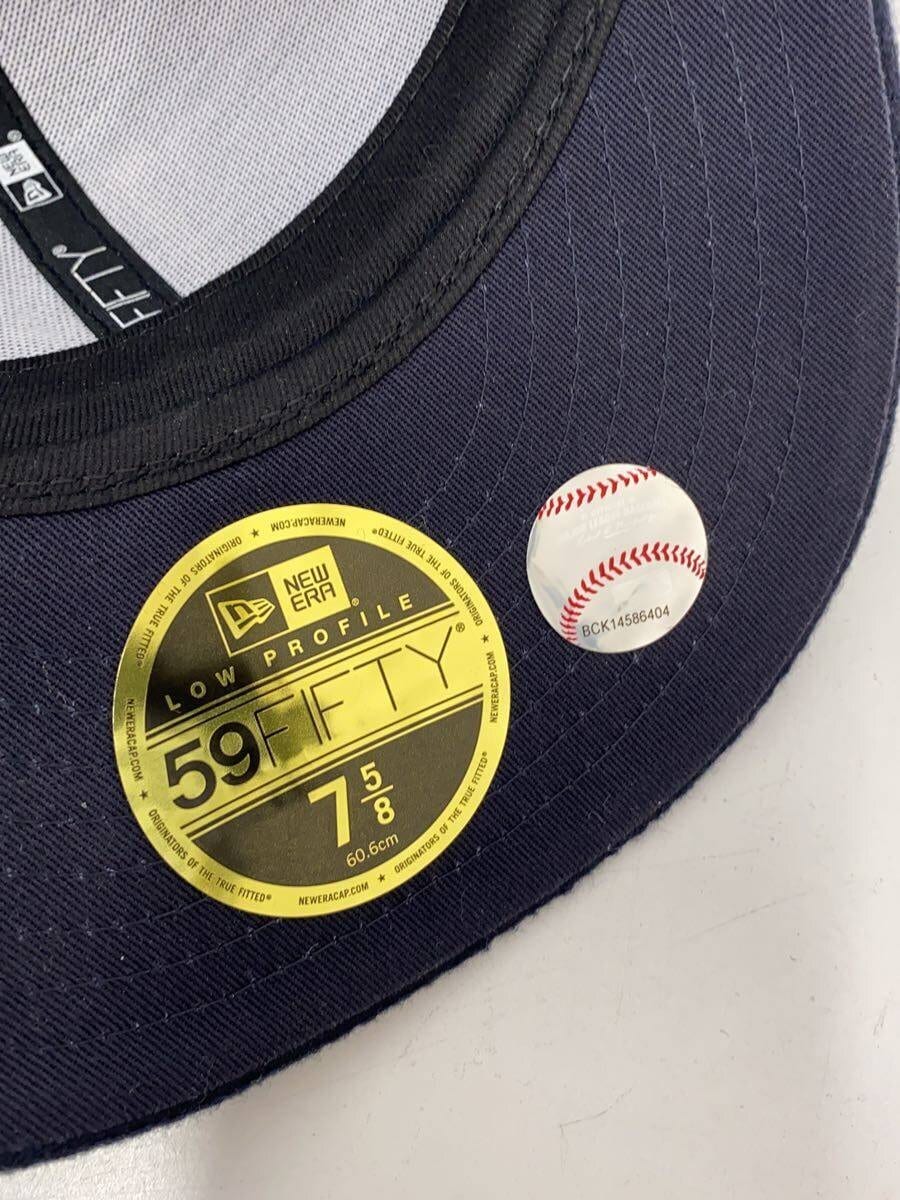 NEW
ERA
®
FIFTY®
NEWERACAP.COM
ORIGINATORS OF THE TRUE FITTED®
NEW
ERA®
LOW PROFILE
59FIFTY®
7 5/8
60.6cm
ORIGINATORS OF THE TRUE FITTED®
NEWERACAP.COM
ORIGINATORS OF THE TRUE FITTED®
NEWERACAP.COM
ORIGINATORS OF THE TRUE FITTED®
NEWERACAP.COM
BCK14586404